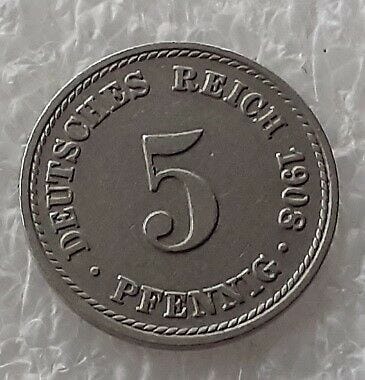 DEUTSCHES REICH 1908
5
· PFENNIG ·